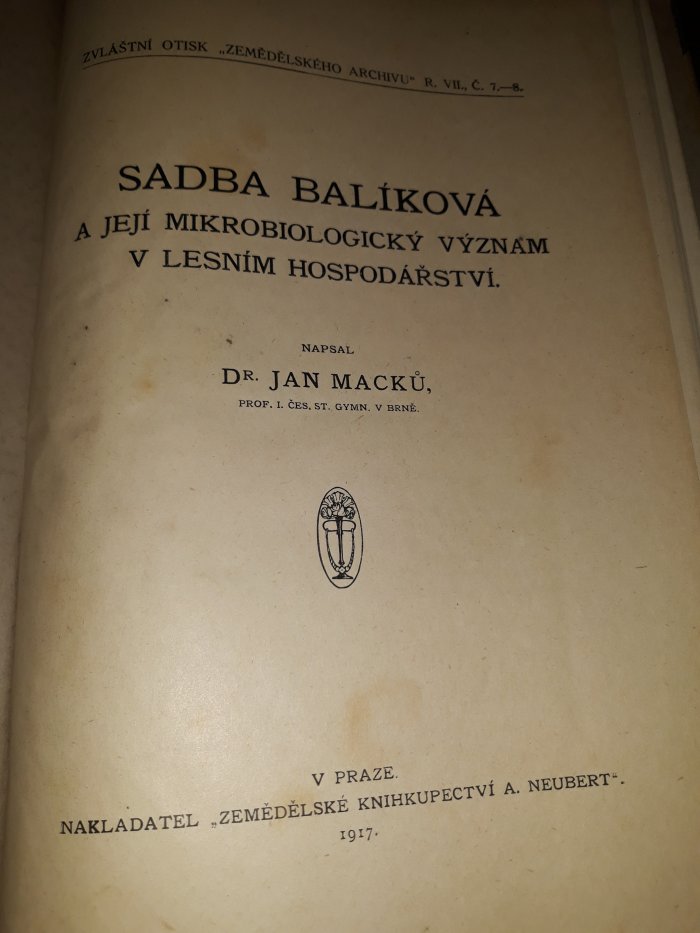 ZVLÁŠTNÍ OTISK „ZEMĚDĚLSKÉHO ARCHIVU“ R. VII., Č. 7.—8.
SADBA BALÍKOVÁ
A JEJÍ MIKROBIOLOGICKÝ VÝZNAM
V LESNÍM HOSPODÁŘSTVÍ.
NAPSAL
DR. JAN MACKŮ,
PROF. I. ČES. ST. GYMN. V BRNĚ.
V PRAZE.
NAKLADATEL „ZEMĚDĚLSKÉ KNIHKUPECTVÍ A. NEUBERT“.
1917.